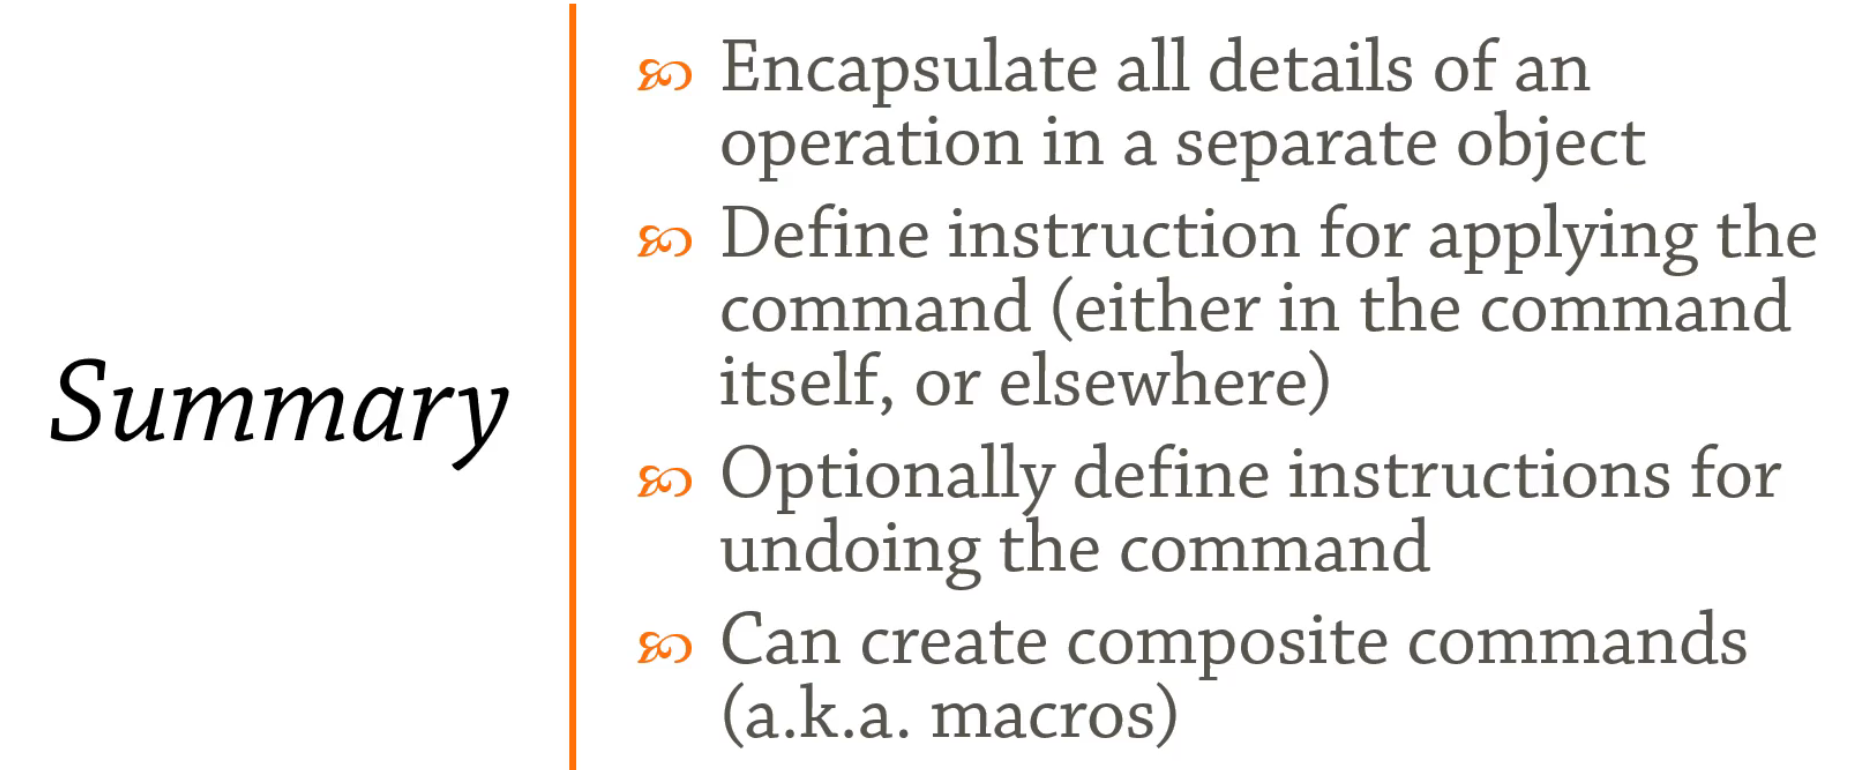 Summary
Encapsulate all details of an
operation in a separate object
Define instruction for applying the
command (either in the command
itself, or elsewhere)
Optionally define instructions for
undoing the command
Can create composite commands
(a.k.a. macros)